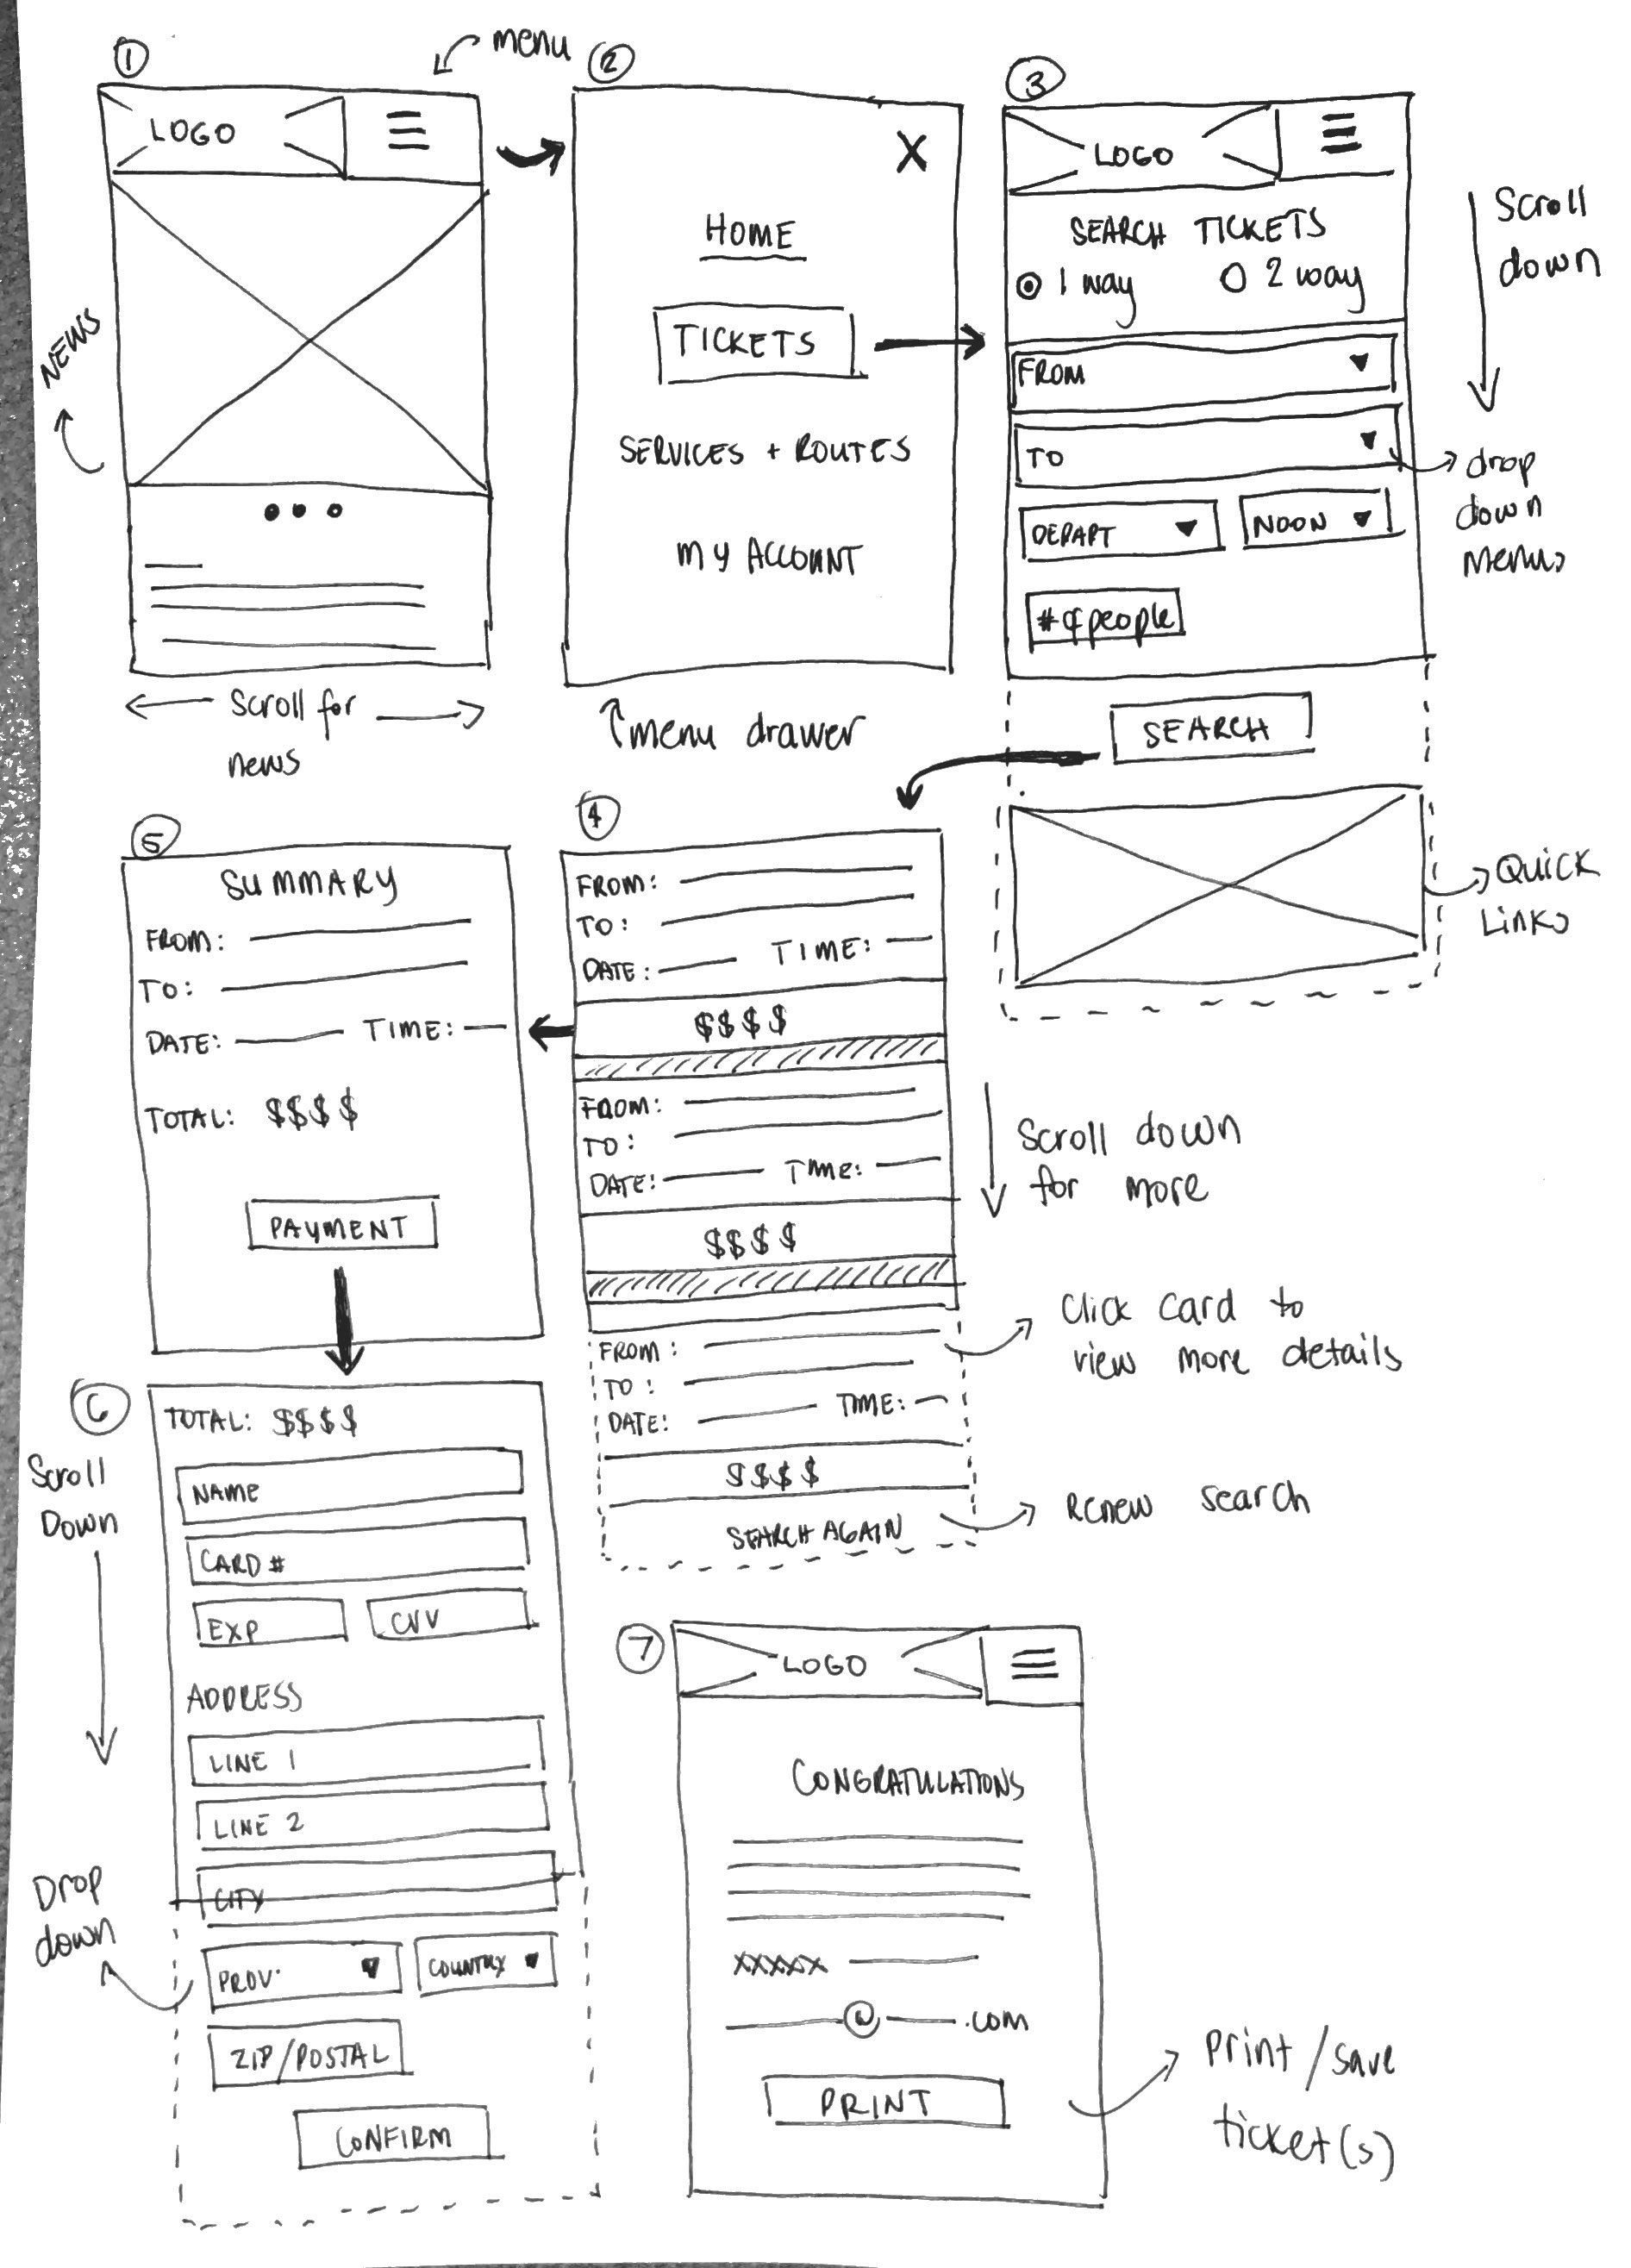 1
menu
LOGO
NEWS
Scroll for
news
2
X
HOME
TICKETS
SERVICES + ROUTES
MY ACCOUNT
menu drawer
3
LOGO
SEARCH TICKETS
1 way 2 way
FROM
TO
DEPART NOON
# of people
SEARCH
Scroll
down
drop
down
menus
Quick
Links
4
FROM:
TO:
DATE: TIME:
$$$$
FROM:
TO:
DATE: TIME:
$$$$
FROM:
TO:
DATE: TIME:
$$$$
SEARCH AGAIN
Scroll down
for more
Click card to
view more details
Renew search
5
SUMMARY
FROM:
TO:
DATE: TIME:
TOTAL: $$$$
PAYMENT
6
Scroll
Down
TOTAL: $$$$
NAME
CARD #
EXP CVV
ADDRESS
LINE 1
LINE 2
CITY
Drop
down
PROV. COUNTRY
ZIP/POSTAL
CONFIRM
7
LOGO
CONGRATULATIONS
xxxxx
@ .com
PRINT
Print/save
ticket(s)